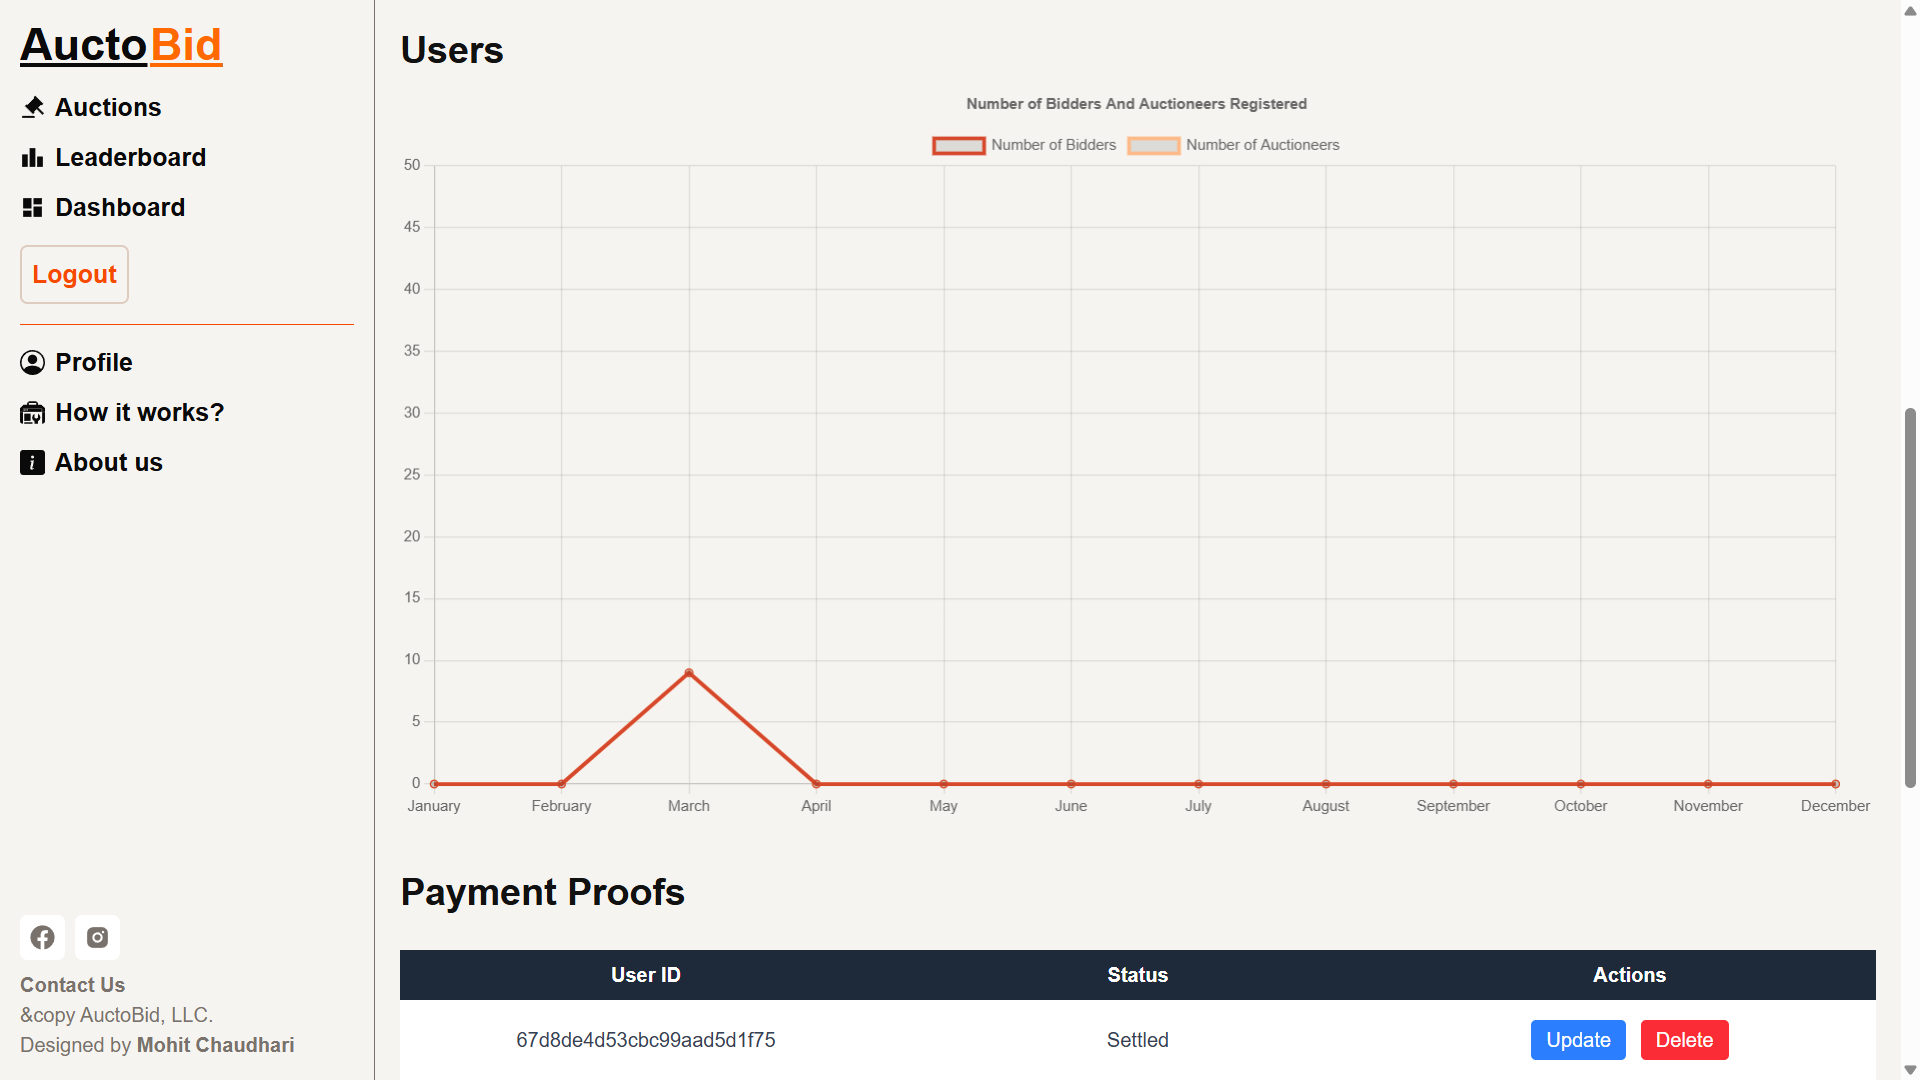 AuctoBid
Auctions
Leaderboard
Dashboard
Logout
Profile
How it works?
About us
Contact Us
&copy AuctoBid, LLC.
Designed by Mohit Chaudhari
Users
Number of Bidders And Auctioneers Registered
Number of Bidders Number of Auctioneers
50
45
40
35
30
25
20
15
10
5
0
January February March April May June July August September October November December
Payment Proofs
User ID Status Actions
67d8de4d53cbc99aad5d1f75 Settled Update Delete